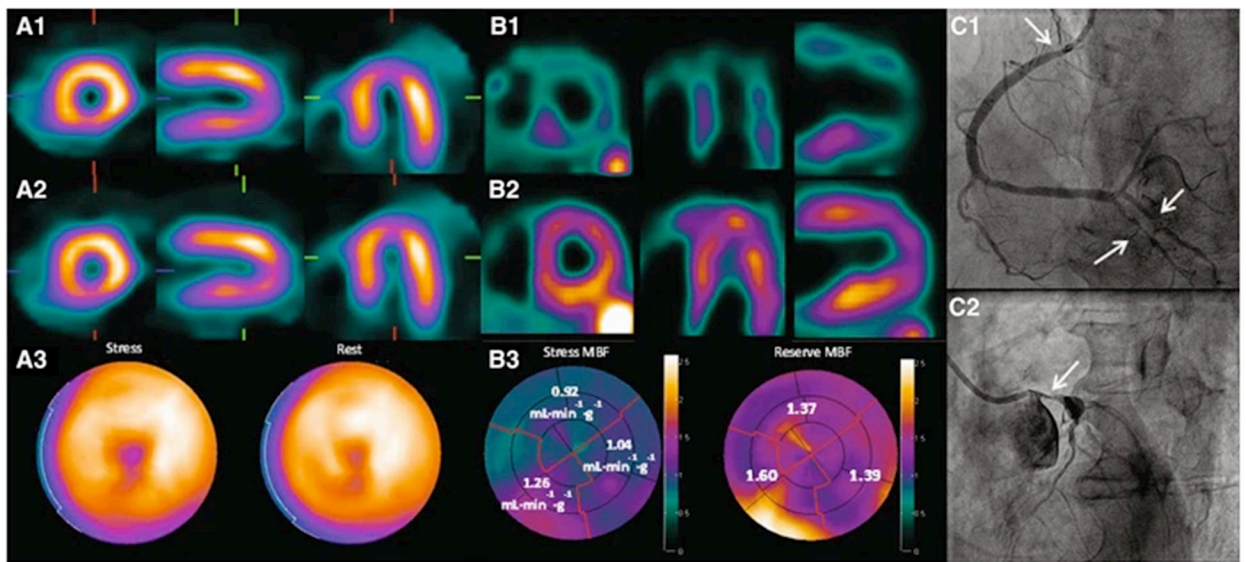 A1
B1
C1
A2
B2
C2
A3
Stress
Rest
B3
Stress MBF
Reserve MBF
0.92
mL·min-1·g-1
1.04
mL·min-1·g-1
1.26
mL·min-1·g-1
2.5
2
1.5
1
0.5
0
1.37
1.60
1.39
2.5
2
1.5
1
0.5
0